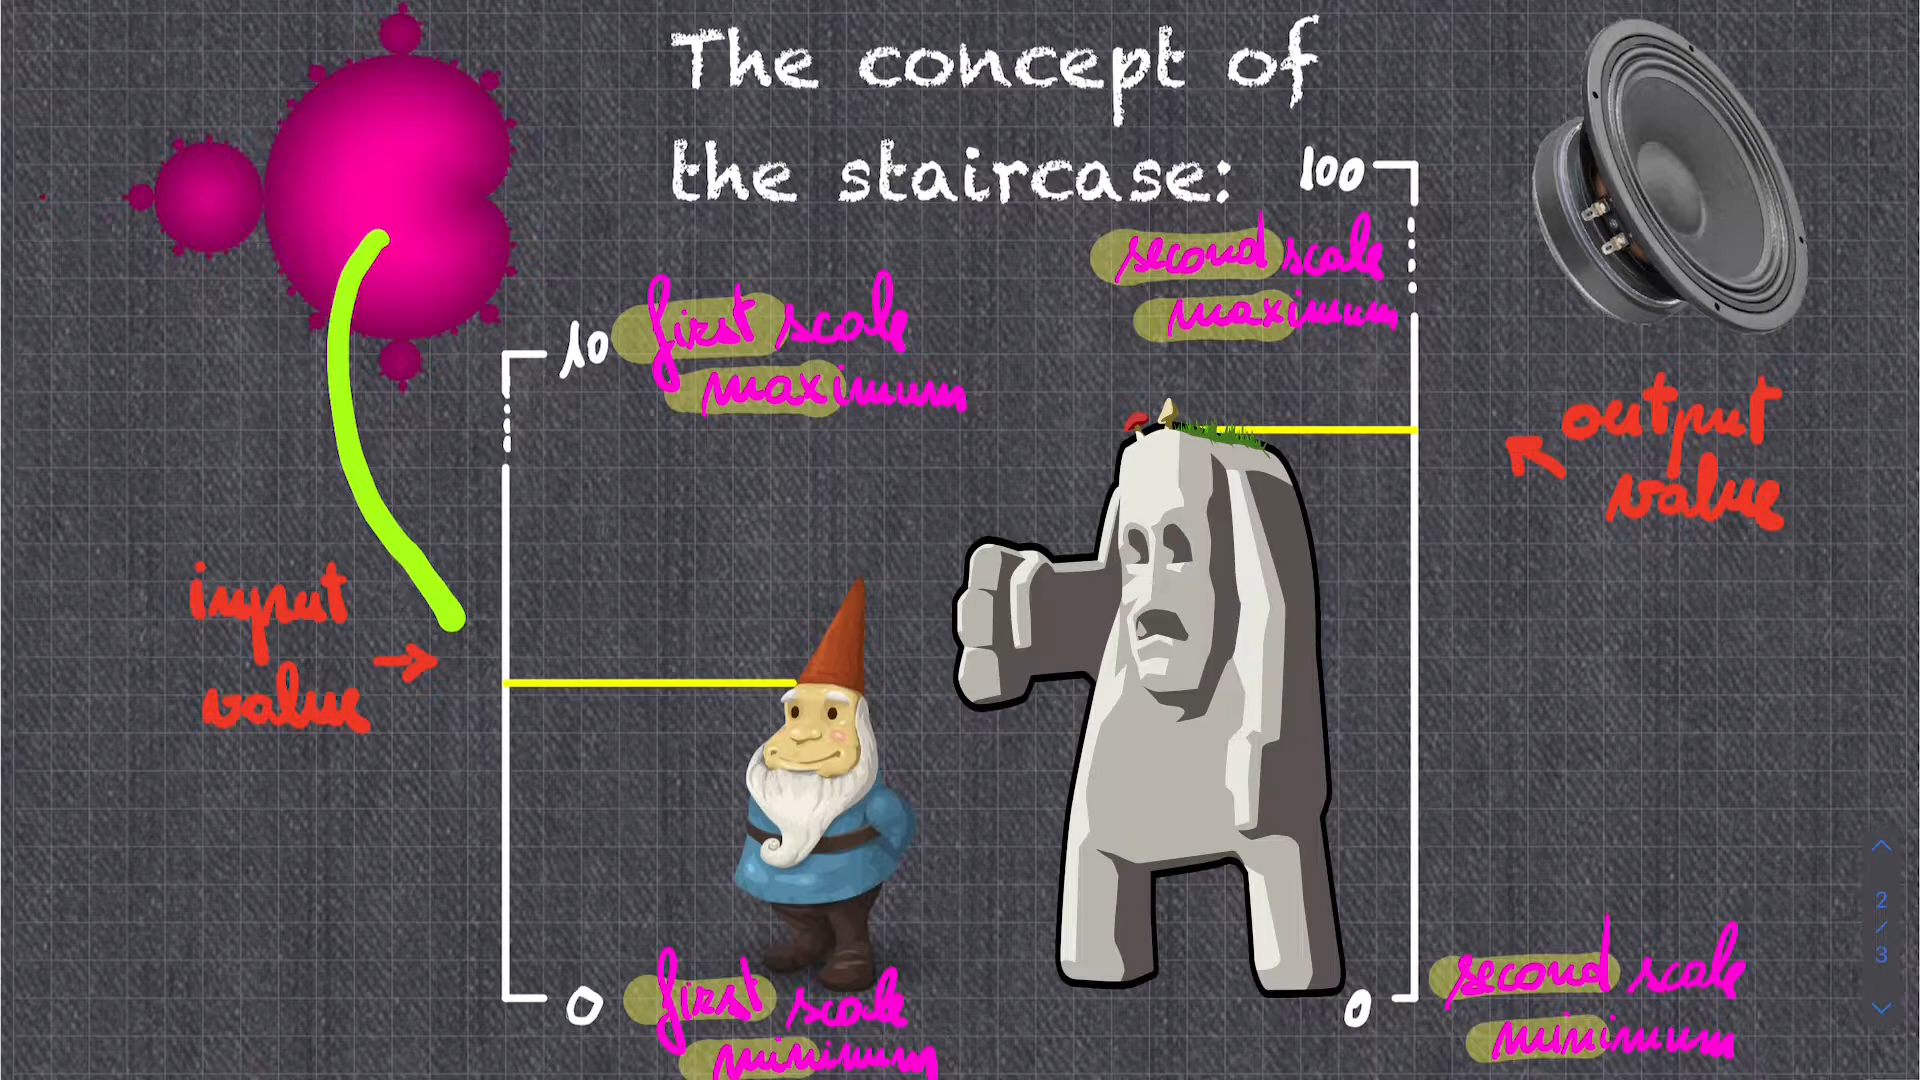 The concept of
the staircase:
100
second scale
maximum
10
first scale
maximum
output
value
input
value
0
first scale
minimum
0
second scale
minimum
2
/
3